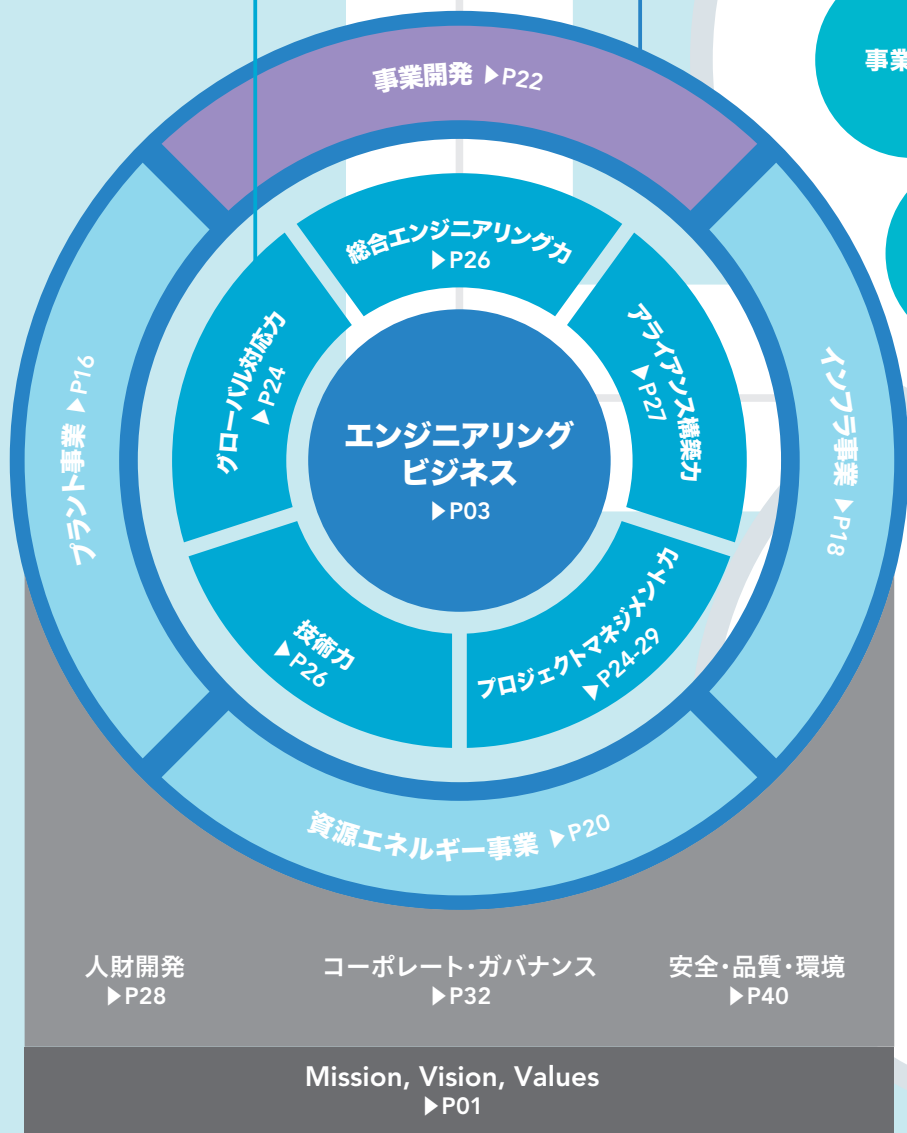 事業
事業開発 ▶P22
総合エンジニアリング力
▶P26
グローバル対応力
▶P24
アライアンス構築力
▶P27
プラント事業 ▶P16
エンジニアリング
ビジネス
▶P03
インフラ事業 ▶P18
技術力
▶P26
プロジェクトマネジメント力
▶P24-29
資源エネルギー事業 ▶P20
人財開発
▶P28
コーポレート・ガバナンス
▶P32
安全・品質・環境
▶P40
Mission, Vision, Values
▶P01